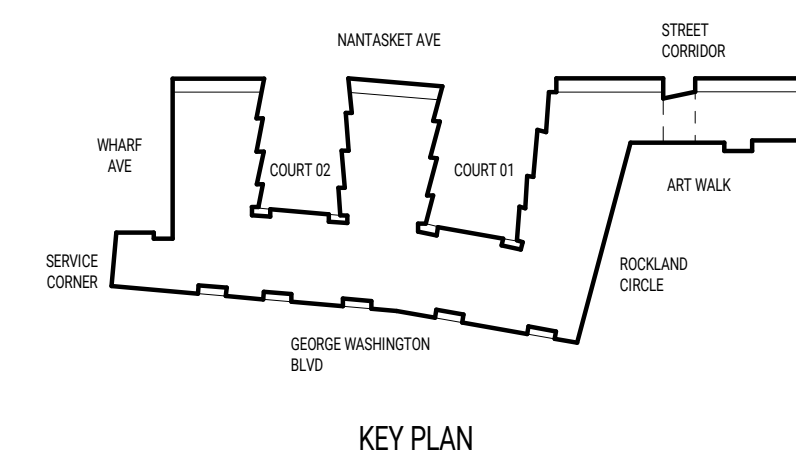 NANTASKET AVE
STREET
CORRIDOR
WHARF
AVE
COURT 02
COURT 01
ART WALK
SERVICE
CORNER
ROCKLAND
CIRCLE
GEORGE WASHINGTON
BLVD
KEY PLAN